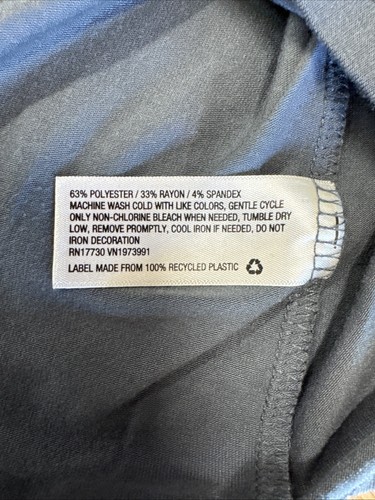 63% POLYESTER / 33% RAYON / 4% SPANDEX
MACHINE WASH COLD WITH LIKE COLORS, GENTLE CYCLE
ONLY NON-CHLORINE BLEACH WHEN NEEDED, TUMBLE DRY
LOW, REMOVE PROMPTLY, COOL IRON IF NEEDED, DO NOT
IRON DECORATION
RN17730 VN1973991
LABEL MADE FROM 100% RECYCLED PLASTIC